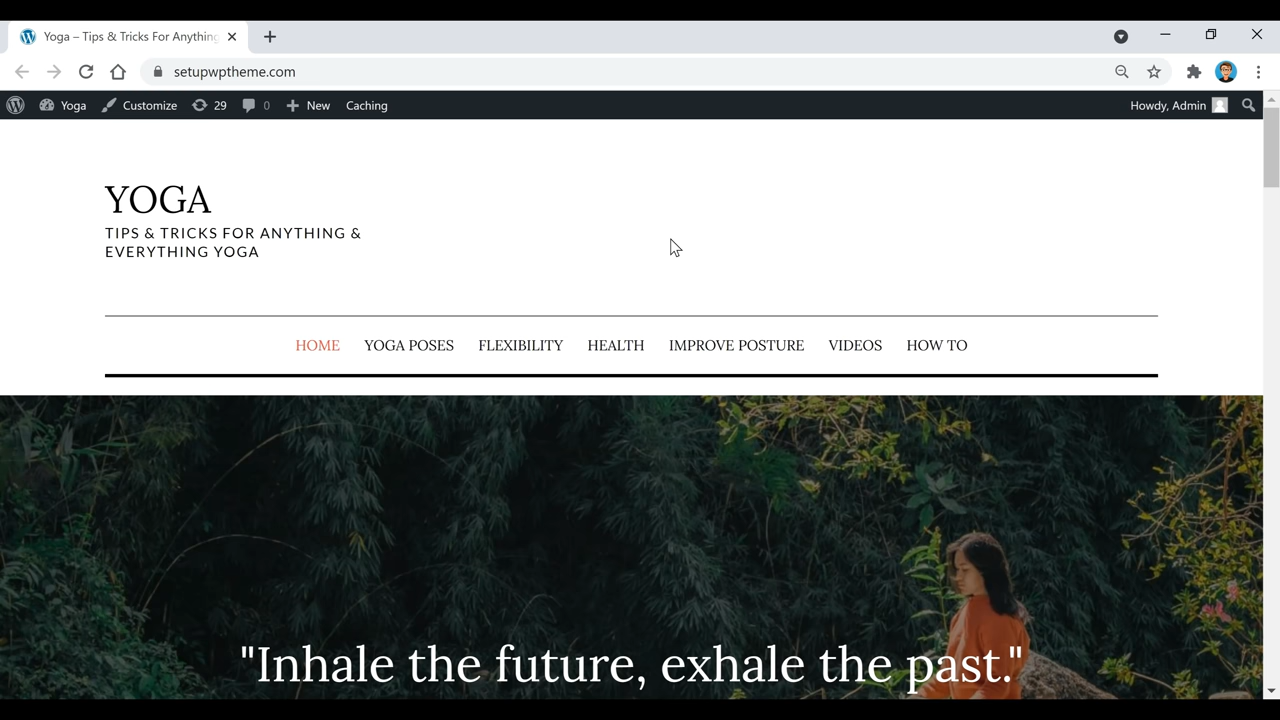 Yoga – Tips & Tricks For Anything
setupwptheme.com
Yoga Customize 29 0 New Caching Howdy, Admin
YOGA
TIPS & TRICKS FOR ANYTHING &
EVERYTHING YOGA
HOME YOGA POSES FLEXIBILITY HEALTH IMPROVE POSTURE VIDEOS HOW TO
"Inhale the future, exhale the past."